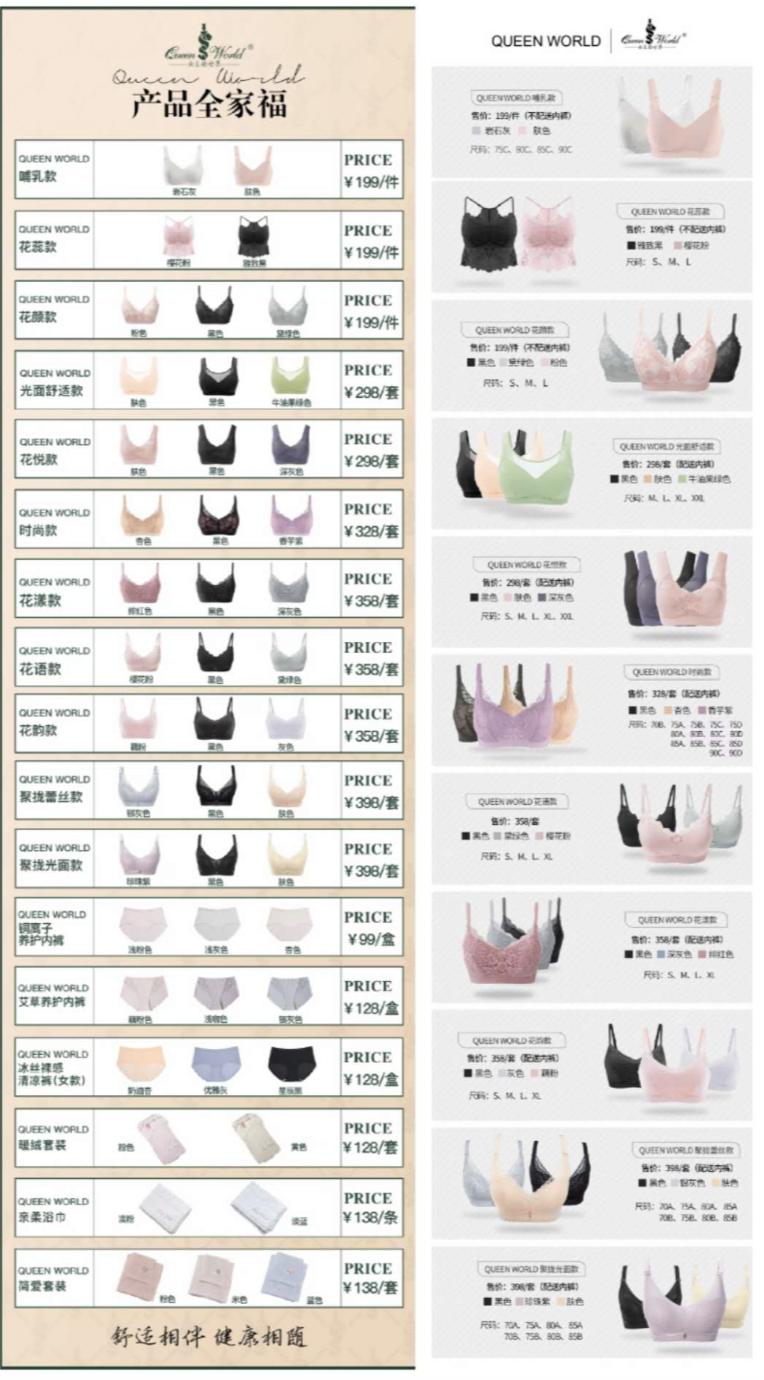 Queen World®
女王新世界
Queen World
产品全家福
QUEEN WORLD
哺乳款
岩石灰
肤色
PRICE
￥199/件
QUEEN WORLD
花蕊款
樱花粉
雅致黑
PRICE
￥199/件
QUEEN WORLD
花颜款
粉色
黑色
黛绿色
PRICE
￥199/件
QUEEN WORLD
光面舒适款
肤色
黑色
牛油果绿色
PRICE
￥298/套
QUEEN WORLD
花悦款
肤色
黑色
深灰色
PRICE
￥298/套
QUEEN WORLD
时尚款
杏色
黑色
香芋紫
PRICE
￥328/套
QUEEN WORLD
花漾款
绯红色
黑色
深灰色
PRICE
￥358/套
QUEEN WORLD
花语款
樱花粉
黑色
黛绿色
PRICE
￥358/套
QUEEN WORLD
花韵款
藕粉
黑色
灰色
PRICE
￥358/套
QUEEN WORLD
聚拢蕾丝款
银灰色
黑色
肤色
PRICE
￥398/套
QUEEN WORLD
聚拢光面款
珍珠紫
黑色
肤色
PRICE
￥398/套
QUEEN WORLD
铜离子
养护内裤
浅粉色
浅灰色
杏色
PRICE
￥99/盒
QUEEN WORLD
艾草养护内裤
藕粉色
浅咖色
银灰色
PRICE
￥128/盒
QUEEN WORLD
冰丝裸感
清凉裤(女款)
奶油杏
优雅灰
星辰黑
PRICE
￥128/盒
QUEEN WORLD
暖绒套装
粉色
黄色
PRICE
￥128/套
QUEEN WORLD
亲柔浴巾
淡粉
淡蓝
PRICE
￥138/条
QUEEN WORLD
简爱套装
粉色
米色
蓝色
PRICE
￥138/套
舒适相伴 健康相随
QUEEN WORLD
Queen World®
QUEEN WORLD 哺乳款
售价：199/件（不配送内裤）
岩石灰 肤色
尺码：75C、80C、85C、90C
QUEEN WORLD 花蕊款
售价：199/件（不配送内裤）
雅致黑 樱花粉
尺码：S、M、L
QUEEN WORLD 花颜款
售价：199/件（不配送内裤）
黑色 黛绿色 粉色
尺码：S、M、L
QUEEN WORLD 光面舒适款
售价：298/套（配送内裤）
黑色 肤色 牛油果绿色
尺码：M、L、XL、XXL
QUEEN WORLD 花悦款
售价：298/套（配送内裤）
黑色 肤色 深灰色
尺码：S、M、L、XL、XXL
QUEEN WORLD 时尚款
售价：328/套（配送内裤）
黑色 杏色 香芋紫
尺码：70B、75A、75B、75C、75D
80A、80B、80C、80D
85A、85B、85C、85D
90C、90D
QUEEN WORLD 花语款
售价：358/套
黑色 黛绿色 樱花粉
尺码：S、M、L、XL
QUEEN WORLD 花漾款
售价：358/套（配送内裤）
黑色 深灰色 绯红色
尺码：S、M、L、XL
QUEEN WORLD 花韵款
售价：358/套（配送内裤）
黑色 灰色 藕粉
尺码：S、M、L、XL
QUEEN WORLD 聚拢蕾丝款
售价：398/套（配送内裤）
黑色 银灰色 肤色
尺码：70A、75A、80A、85A
70B、75B、80B、85B
QUEEN WORLD 聚拢光面款
售价：398/套（配送内裤）
黑色 珍珠紫 肤色
尺码：70A、75A、80A、85A
70B、75B、80B、85B